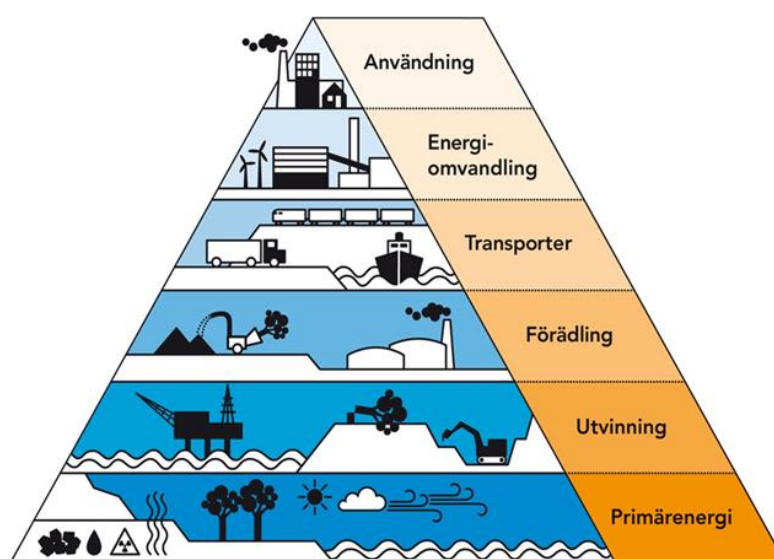 Användning
Energi-
omvandling
Transporter
Förädling
Utvinning
Primärenergi